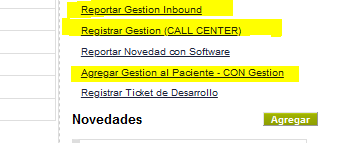 Reportar Gestion Inbound
Registrar Gestion (CALL CENTER)
Reportar Novedad con Software
Agregar Gestion al Paciente - CON Gestion
Registrar Ticket de Desarrollo
Novedades
Agregar